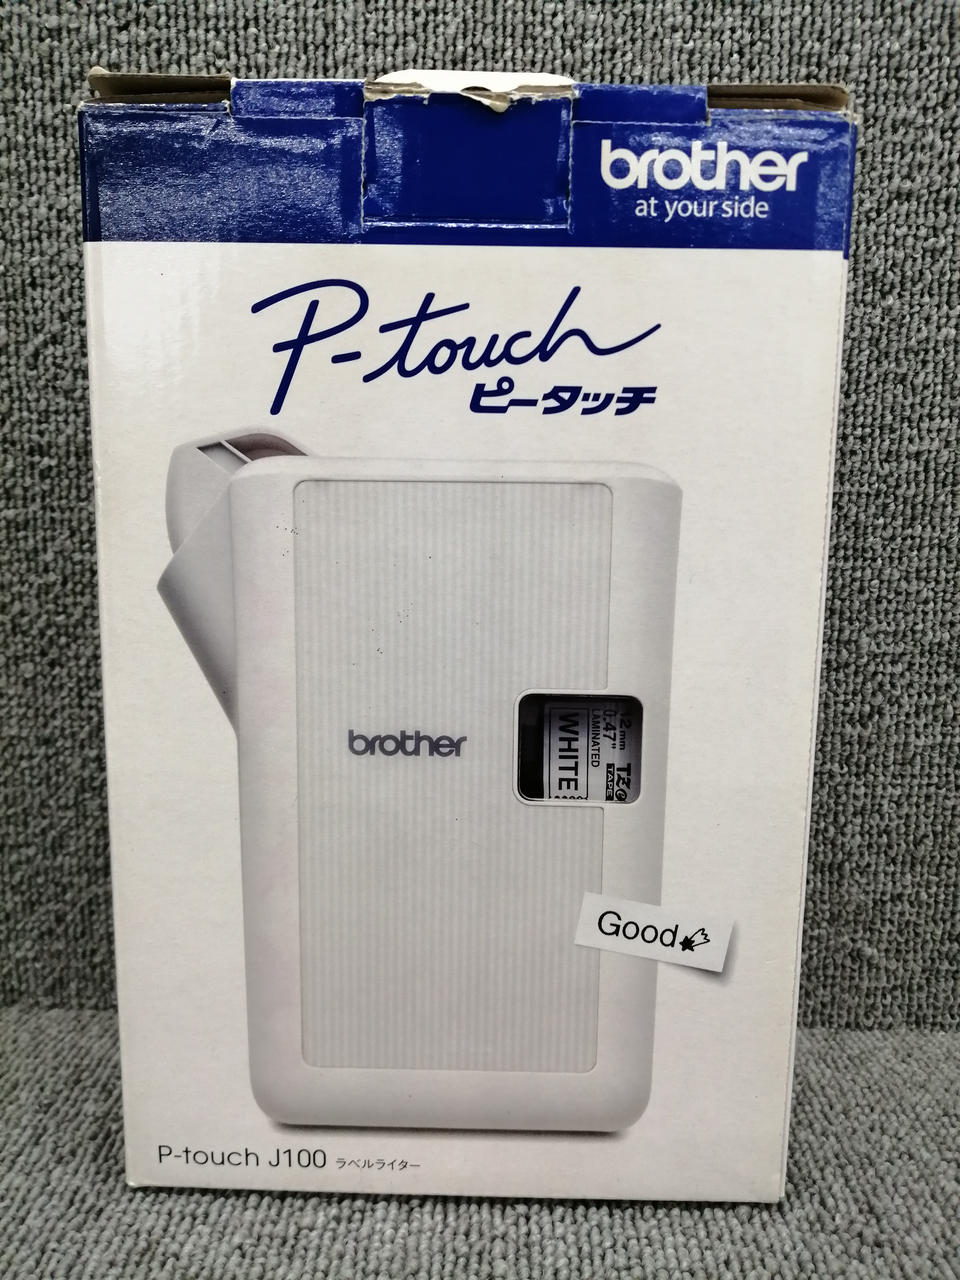 brother
at your side
P-touch
ピータッチ
brother
12mm
0.47"
LAMINATED
WHITE
TZe
TAPE
Good
P-touch J100 ラベルライター